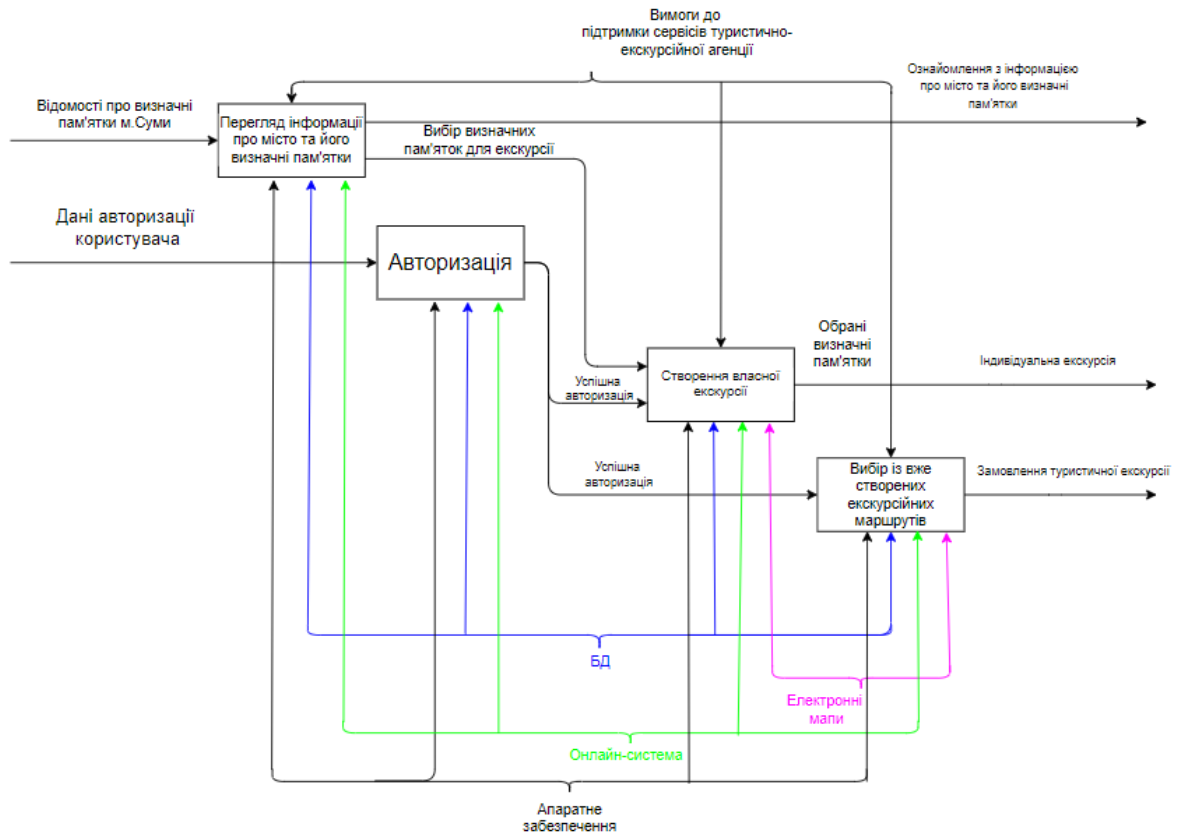 Вимоги до
підтримки сервісів туристично-
екскурсійної агенції
Ознайомлення з інформацією
про місто та його визначні
пам'ятки
Відомості про визначні
пам'ятки м.Суми
Перегляд інформації
про місто та його
визначні пам'ятки
Вибір визначних
пам'яток для екскурсії
Дані авторизації
користувача
Авторизація
Обрані
визначні
пам'ятки
Індивідуальна екскурсія
Створення власної
екскурсії
Успішна
авторизація
Успішна
авторизація
Вибір із вже
створених
екскурсійних
маршрутів
Замовлення туристичної екскурсії
БД
Електронні
мапи
Онлайн-система
Апаратне
забезпечення